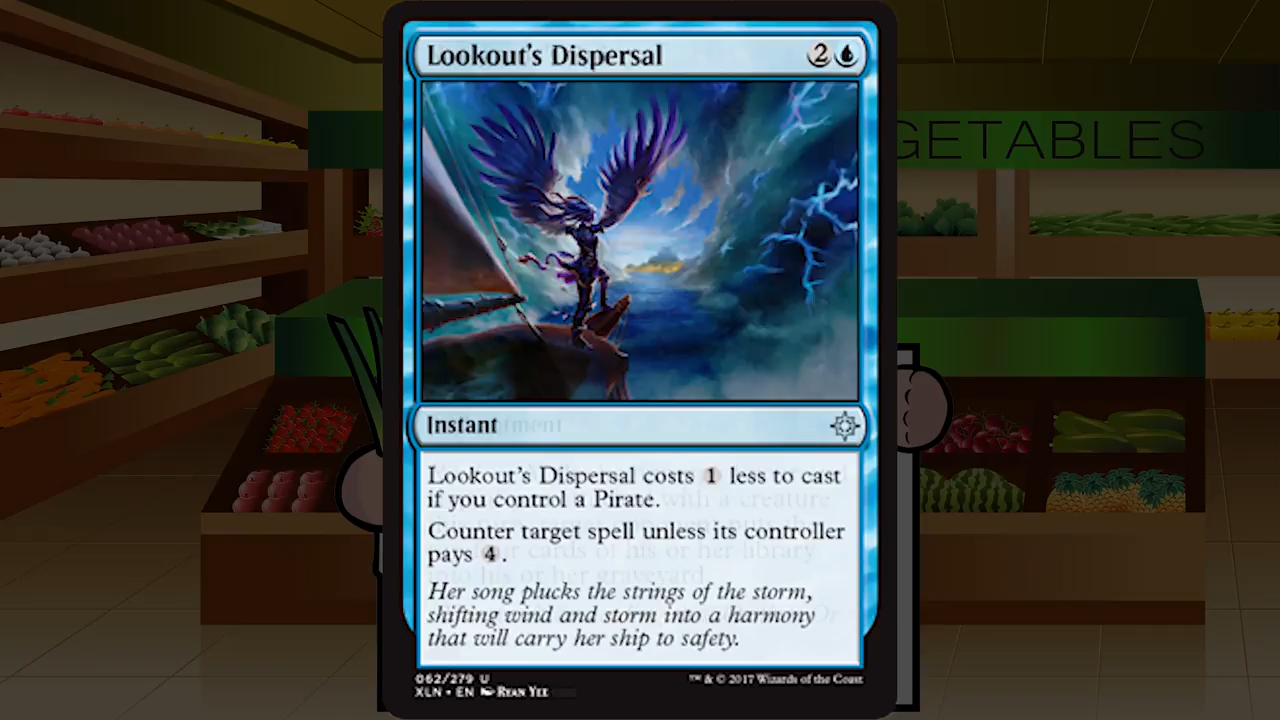 Lookout's Dispersal 2
GETABLES
Instant
Lookout's Dispersal costs 1 less to cast
if you control a Pirate.
Counter target spell unless its controller
pays 4.
Her song plucks the strings of the storm,
shifting wind and storm into a harmony
that will carry her ship to safety.
062/279 U
XLN • EN Ryan Yee
™ & © 2017 Wizards of the Coast